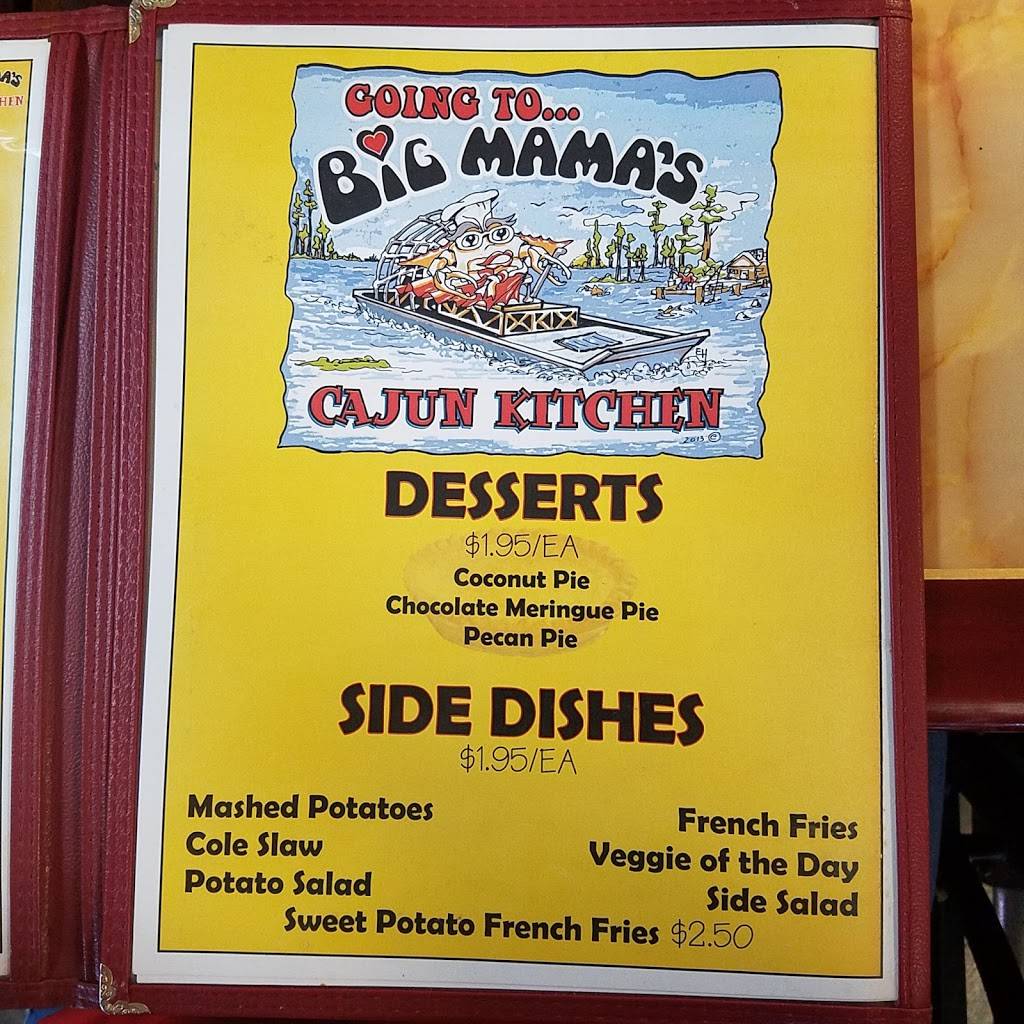 GOING TO...
BiG MAMA'S
EH
CAJUN KITCHEN
2013 ©
DESSERTS
$1.95/EA
Coconut Pie
Chocolate Meringue Pie
Pecan Pie
SIDE DISHES
$1.95/EA
Mashed Potatoes
French Fries
Cole Slaw
Veggie of the Day
Potato Salad
Side Salad
Sweet Potato French Fries $2.50